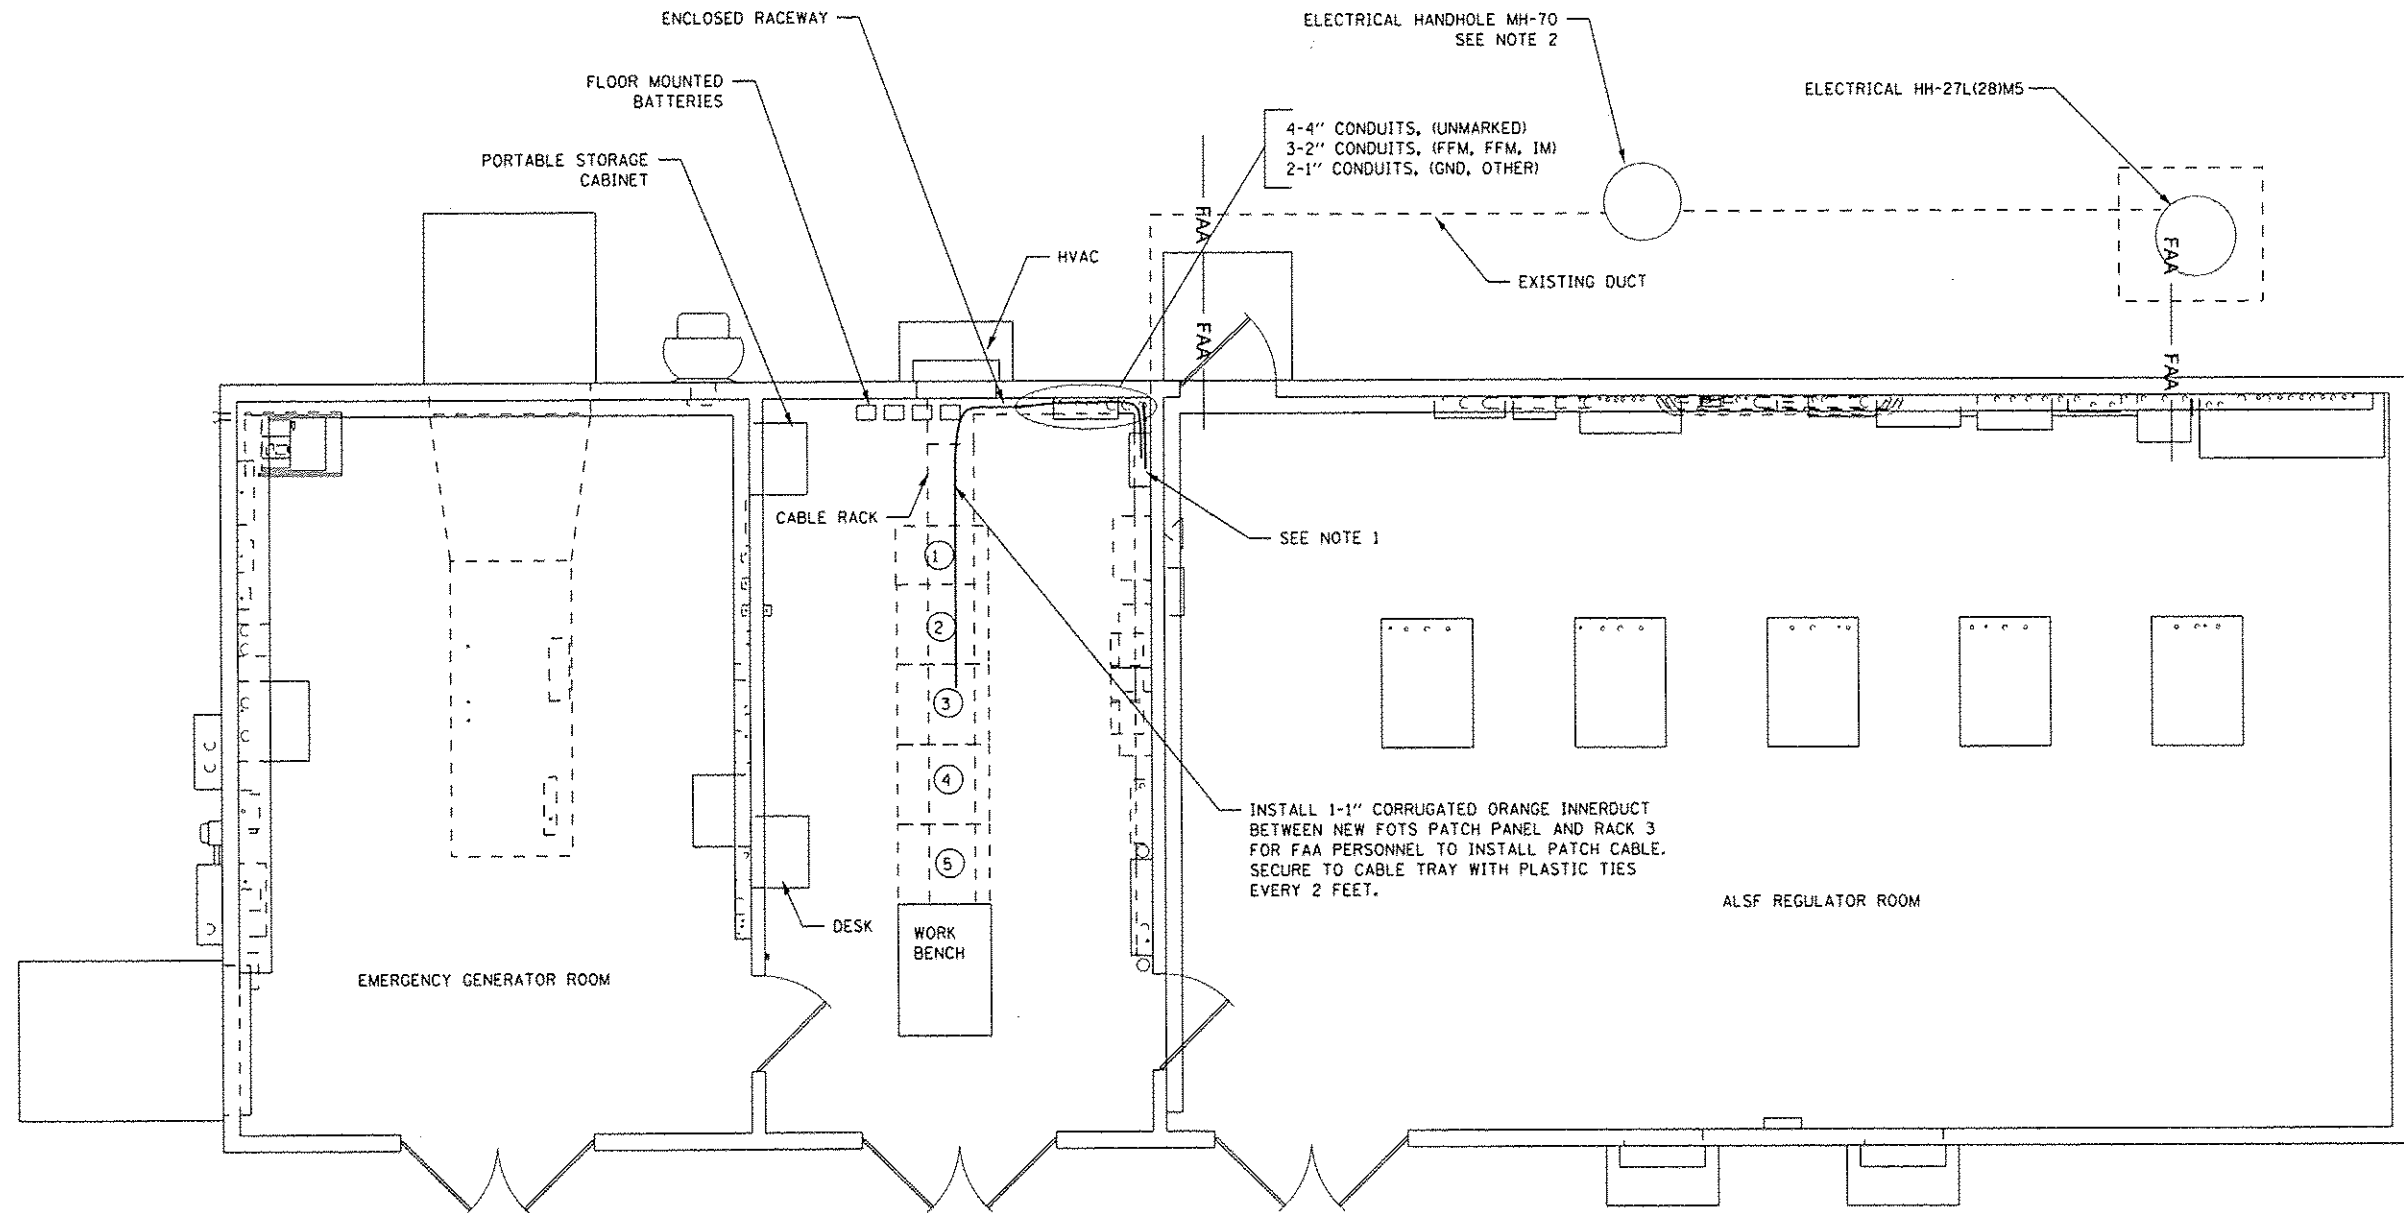 ENCLOSED RACEWAY
ELECTRICAL HANDHOLE MH-70
SEE NOTE 2
FLOOR MOUNTED
BATTERIES
ELECTRICAL HH-27L(28)M5
4-4" CONDUITS, (UNMARKED)
3-2" CONDUITS, (FFM, FFM, IM)
2-1" CONDUITS, (GND, OTHER)
PORTABLE STORAGE
CABINET
FAA
FAA
HVAC
EXISTING DUCT
FAA
FAA
CABLE RACK
SEE NOTE 1
1
2
3
4
5
INSTALL 1-1" CORRUGATED ORANGE INNERDUCT
BETWEEN NEW FOTS PATCH PANEL AND RACK 3
FOR FAA PERSONNEL TO INSTALL PATCH CABLE.
SECURE TO CABLE TRAY WITH PLASTIC TIES
EVERY 2 FEET.
ALSF REGULATOR ROOM
DESK
WORK
BENCH
EMERGENCY GENERATOR ROOM